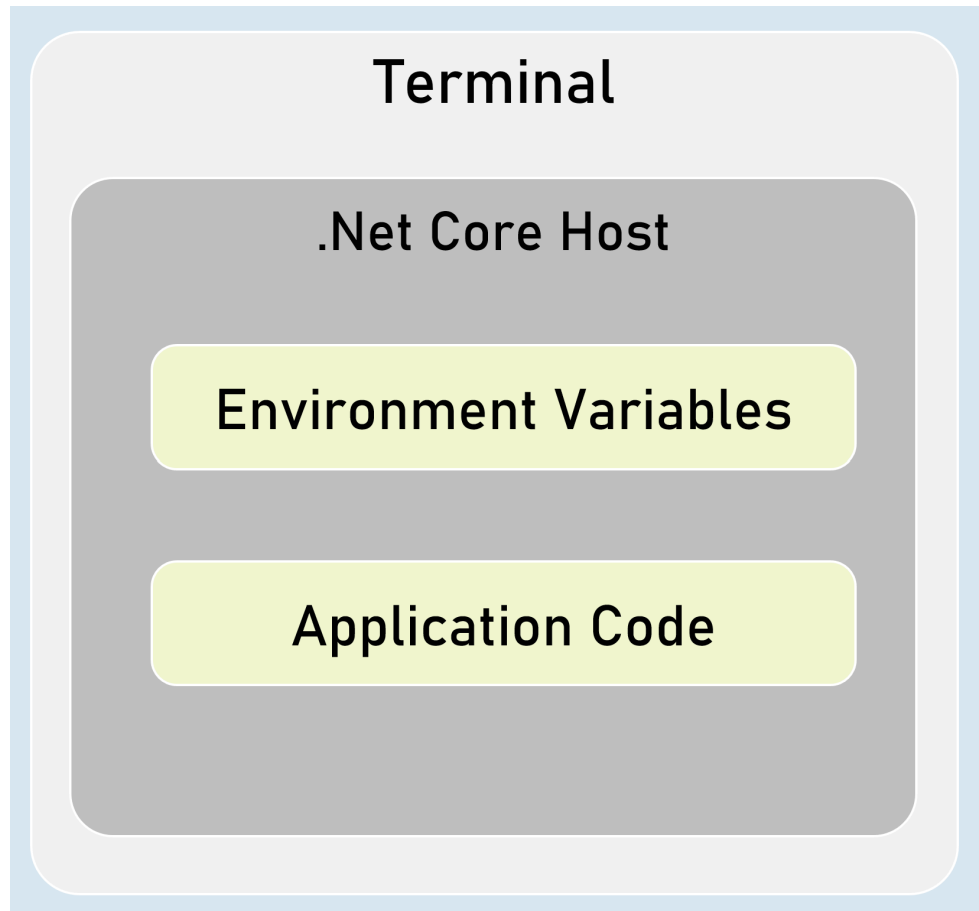 Terminal
.Net Core Host
Environment Variables
Application Code